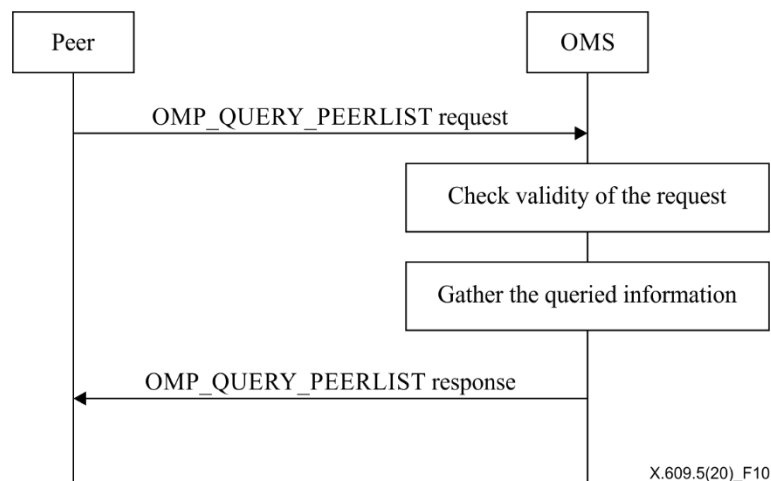 Peer
OMS
OMP_QUERY_PEERLIST request
Check validity of the request
Gather the queried information
OMP_QUERY_PEERLIST response
X.609.5(20)_F10